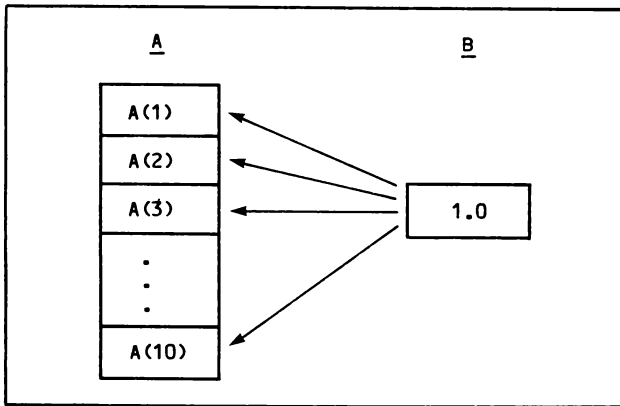 A B
A(1)
A(2)
A(3)
1.0
.
.
.
A(10)